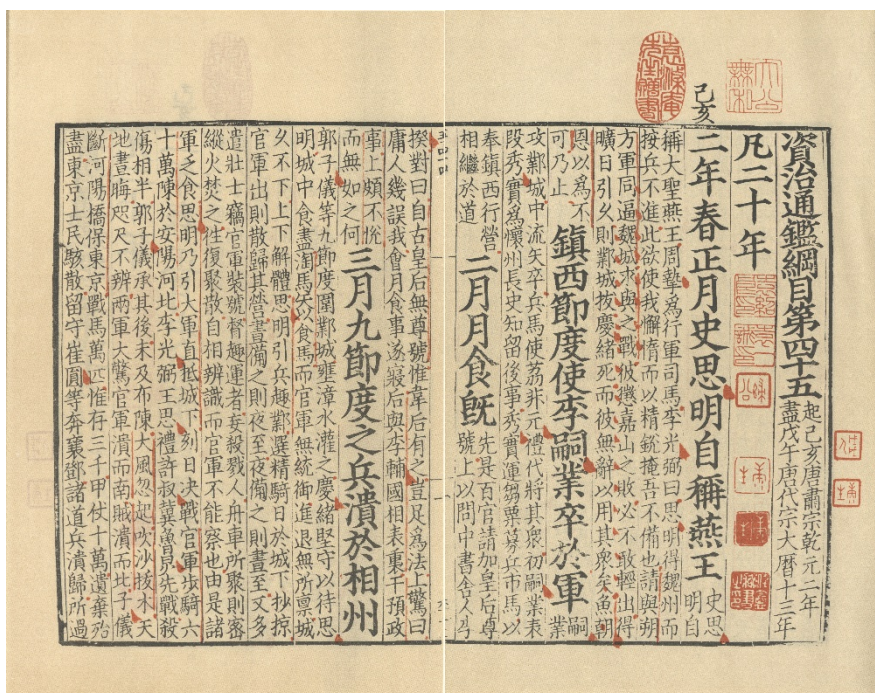 資治通鑑綱目第四十五
起己亥唐肅宗乾元二年
盡戊午唐代宗大曆十三年
凡二十年
己亥
二年春正月史思明自稱燕王
史思
明自
稱大聖燕王周摯爲行軍司馬李光弼曰思明得魏州而
按兵不進此欲使我懈惰而以精銳掩吾不備也請與朔
方軍同逼魏城求與之戰彼懲嘉山之敗必不敢輕出得
曠日引久則鄴城拔慶緒死而彼無辭以用其衆矣魚朝
恩以爲不
可乃止
鎮西節度使李嗣業卒於軍
嗣
業
攻鄴城中流矢卒兵馬使荔非元禮代將其衆初嗣業表
段秀實爲懷州長史知留後事秀實運芻粟募兵市馬以
奉鎮西行營
相繼於道
二月月食既
先是百官請加皇后尊
號上以問中書舍人李
揆對曰自古皇后無尊號惟韋后有之豈足爲法上驚曰
庸人幾誤我會月食事遂寢后與李輔國相表裏干預政
事上頗不悅
而無如之何
三月九節度之兵潰於相州
郭子儀等九節度圍鄴城壅漳水灌之慶緒堅守以待思
明城中食盡淘馬矢以食馬而官軍無統御進退無所稟城
久不下上下解體思明引兵趣鄴選精騎日於城下抄掠
官軍出則散歸其營晝備之則夜至夜備之則晝至又多
遣壯士竊官軍裝號督趣運者妄殺戮人舟車所聚則密
縱火焚之往復聚散自相辨識而官軍不能察也由是諸
軍乏食思明乃引大軍直抵城下刻日决戰官軍步騎六
十萬陳於安陽河北李光弼王思禮許叔冀魯炅先戰殺
傷相半郭子儀承其後未及布陳大風忽起吹沙拔木天
地晝晦咫尺不辨兩軍大驚官軍潰而南賊潰而北子儀
斷河陽橋保東京戰馬萬匹惟存三千甲仗十萬遺棄殆
盡東京士民駭散留守崔圓等奔襄鄧諸道兵潰歸所過